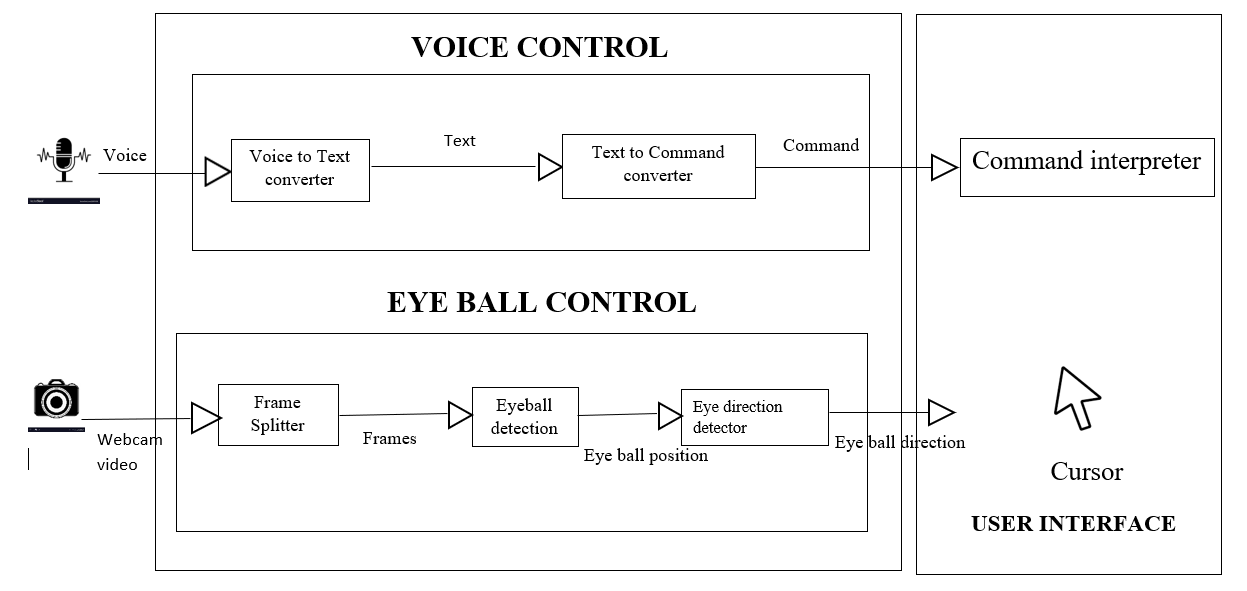 VOICE CONTROL
Voice
Voice to Text
converter
Text
Text to Command
converter
Command
Command interpreter
EYE BALL CONTROL
Webcam
video
Frame
Splitter
Frames
Eyeball
detection
Eye ball position
Eye direction
detector
Eye ball direction
Cursor
USER INTERFACE